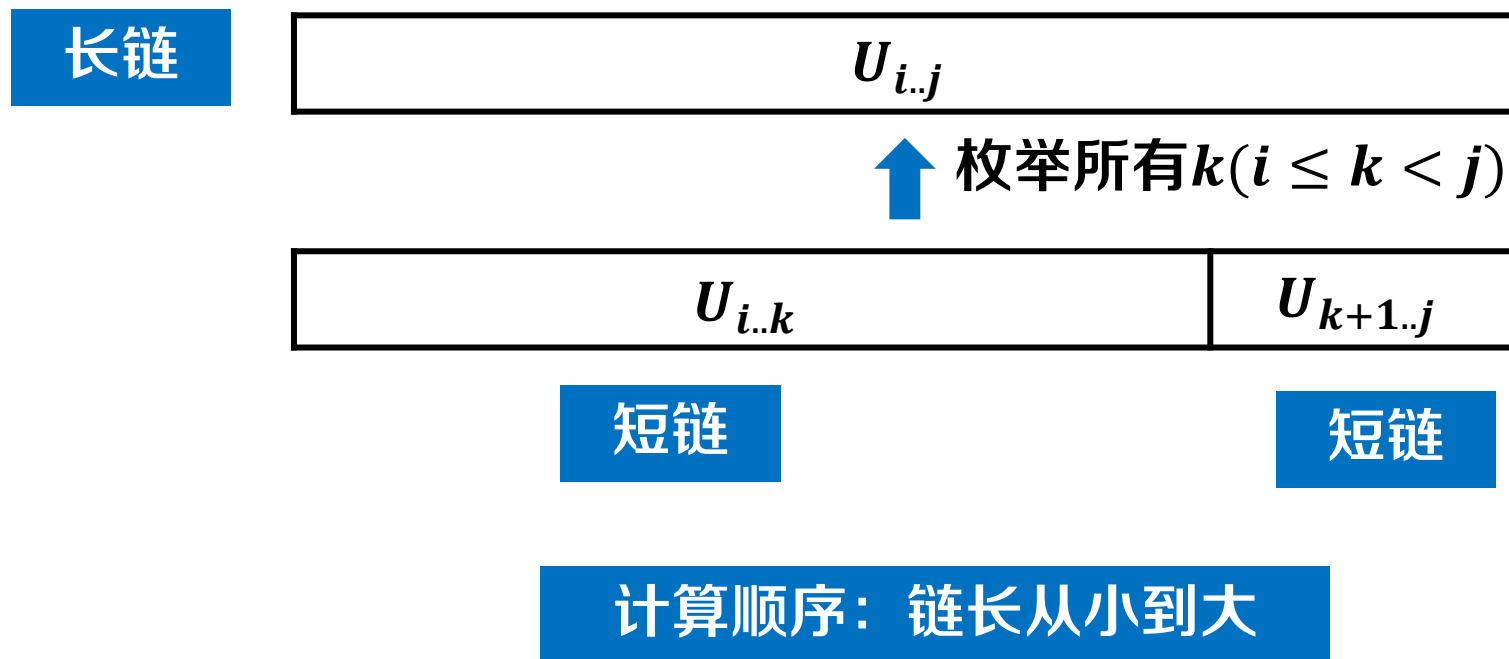 长链
U_{i..j}
枚举所有k(i ≤ k < j)
U_{i..k}
U_{k+1..j}
短链
短链
计算顺序：链长从小到大